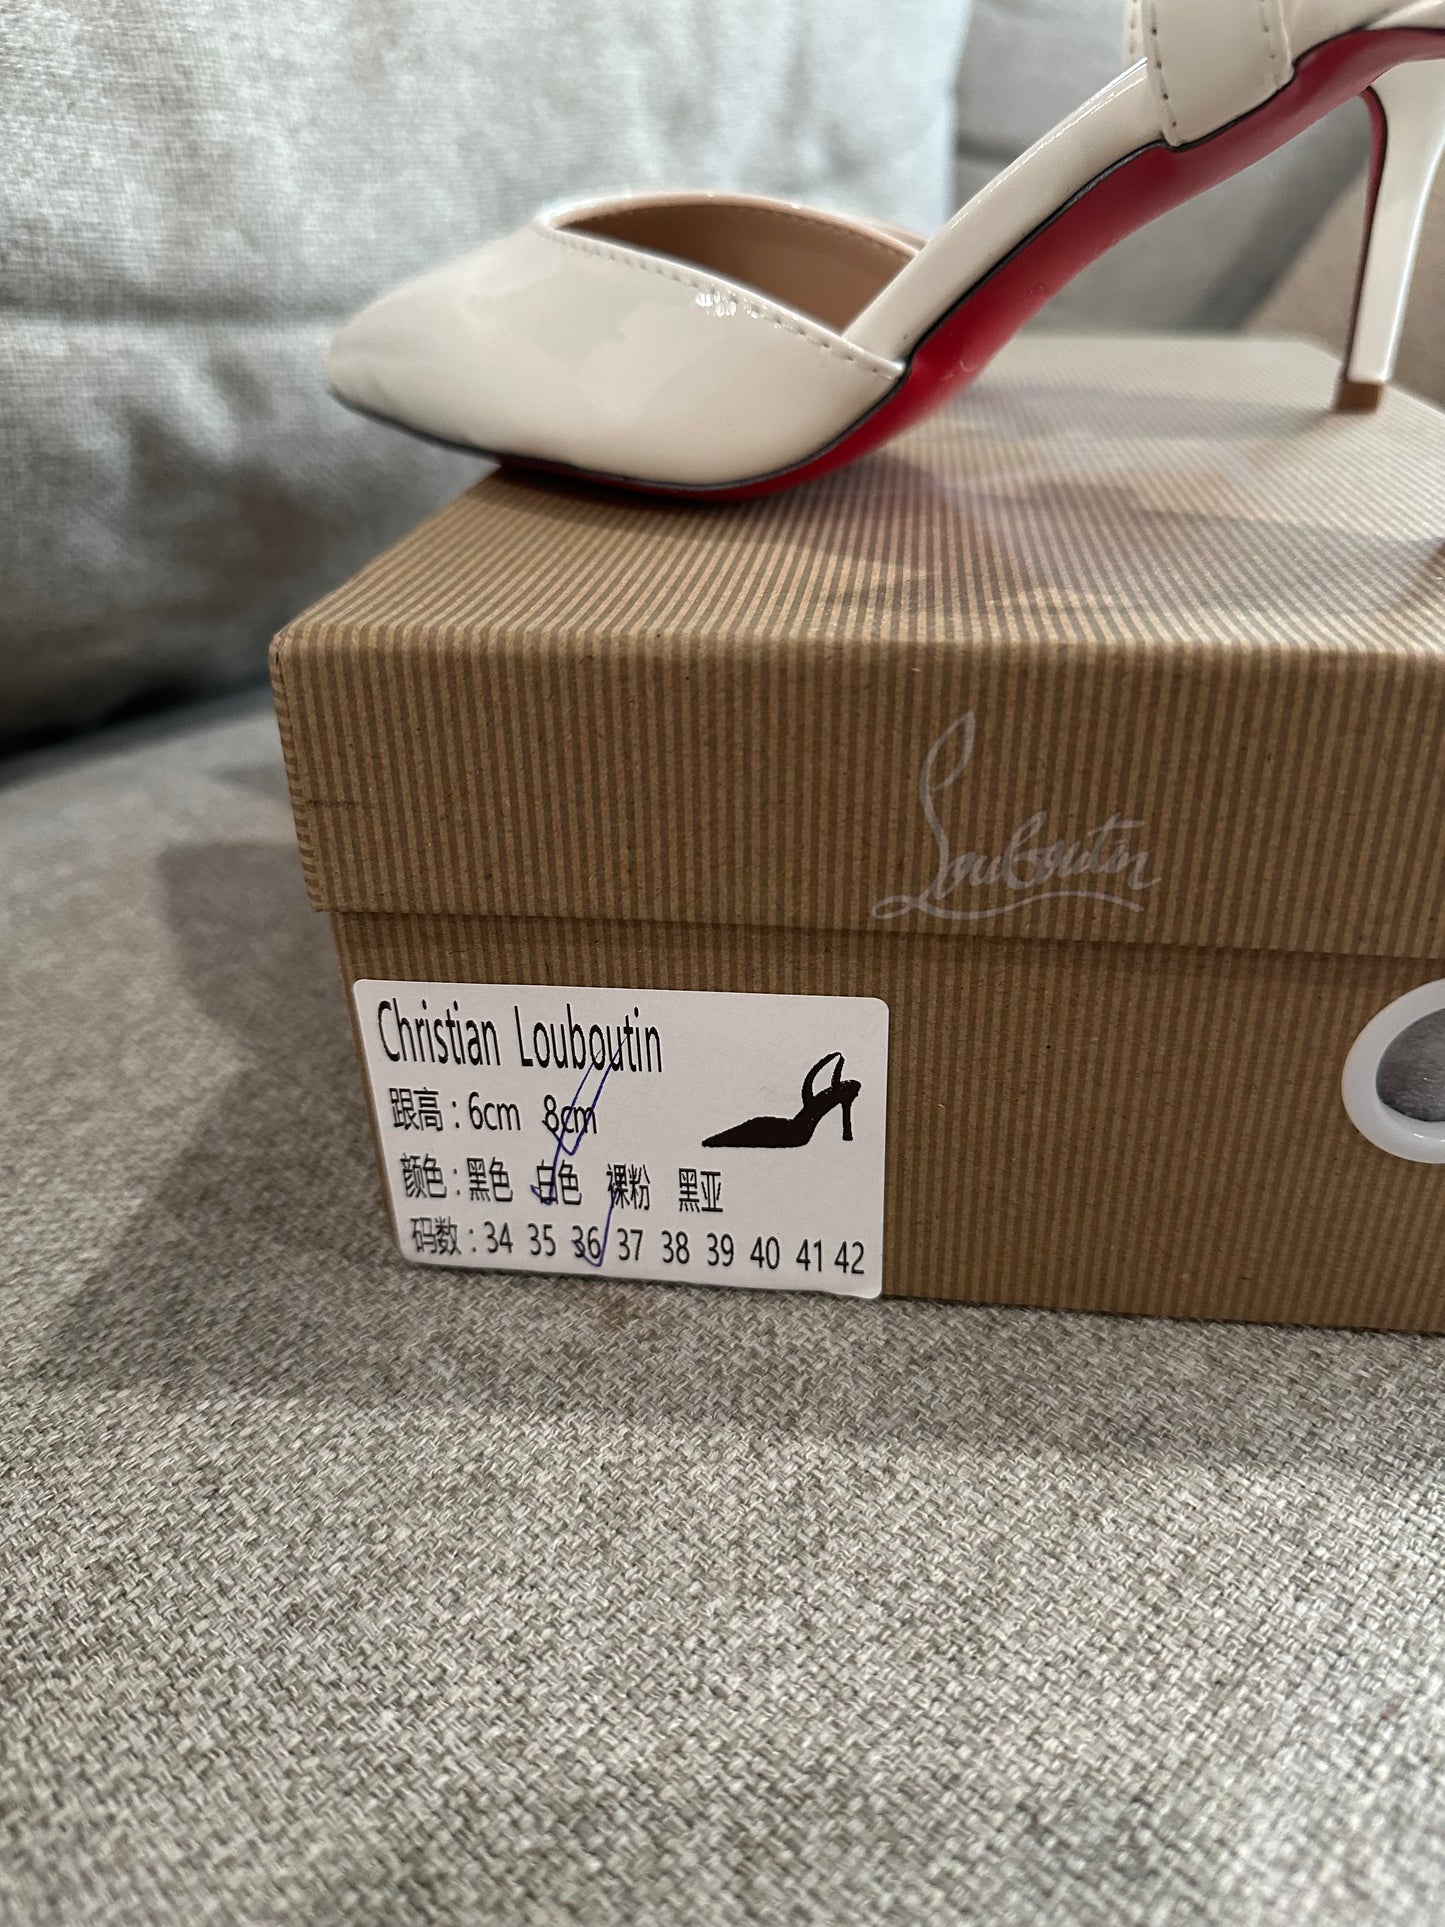 Louboutin
Christian Louboutin
跟高：6cm 8cm
颜色：黑色 白色 裸粉 黑亚
码数：34 35 36 37 38 39 40 41 42